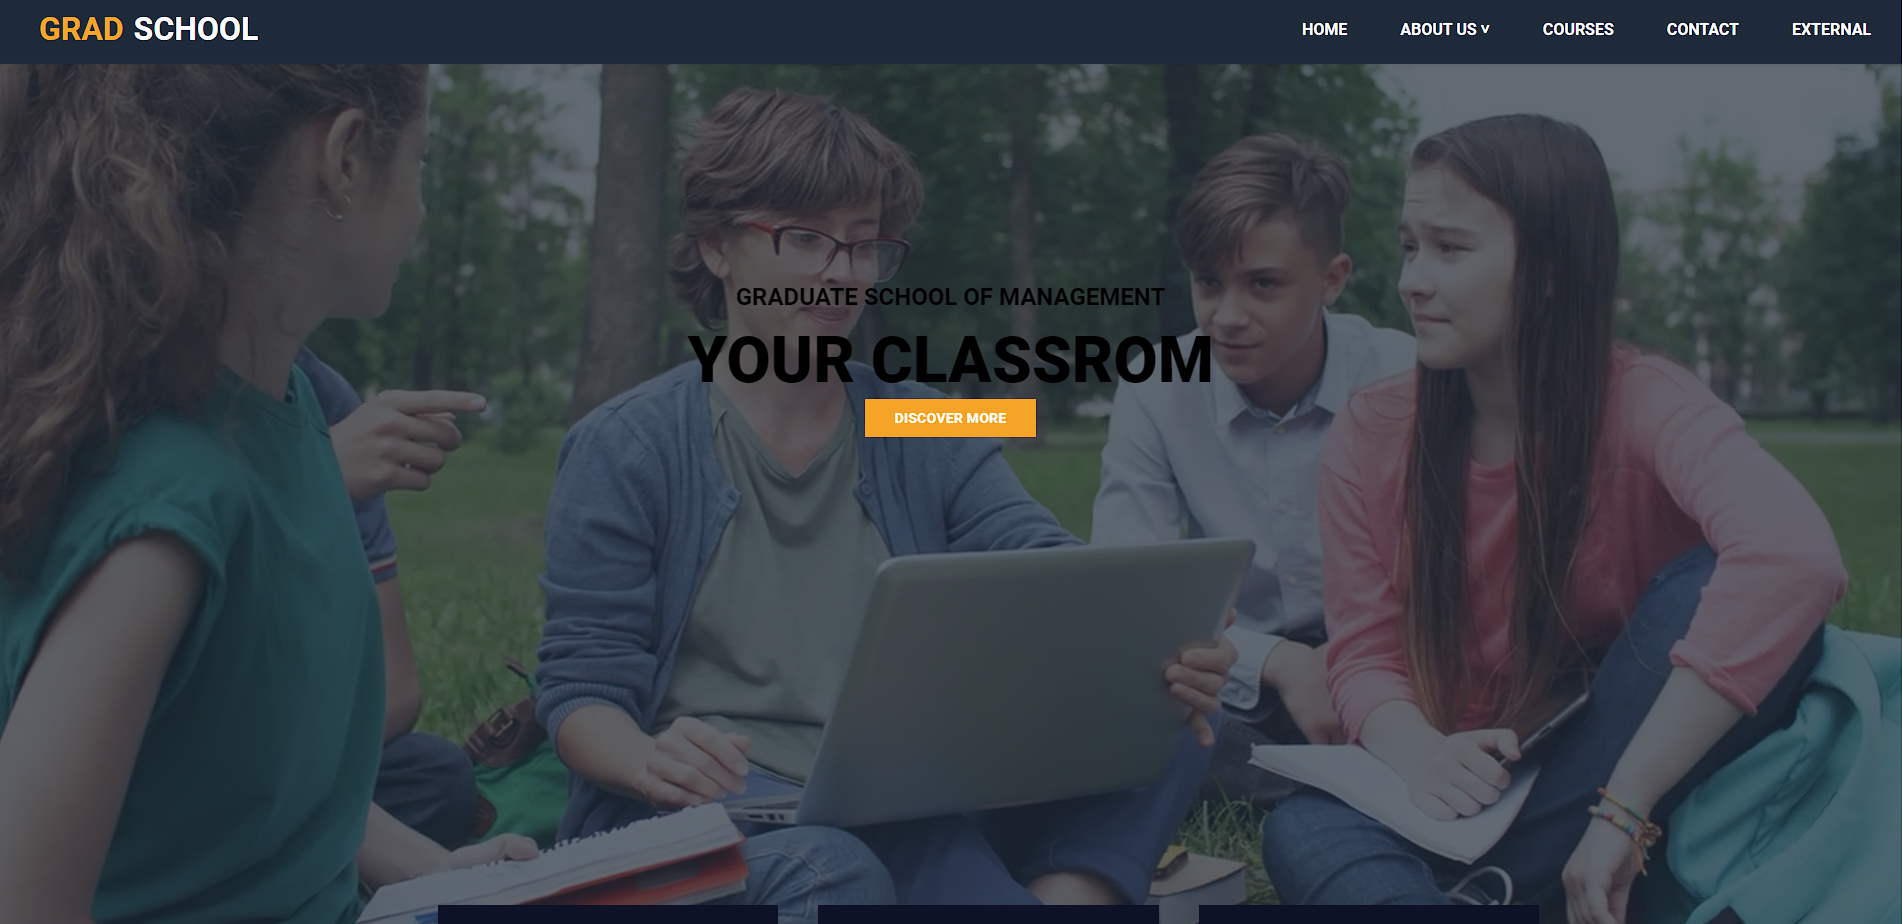 GRAD SCHOOL
HOME
ABOUT US v
COURSES
CONTACT
EXTERNAL
GRADUATE SCHOOL OF MANAGEMENT
YOUR CLASSROM
DISCOVER MORE